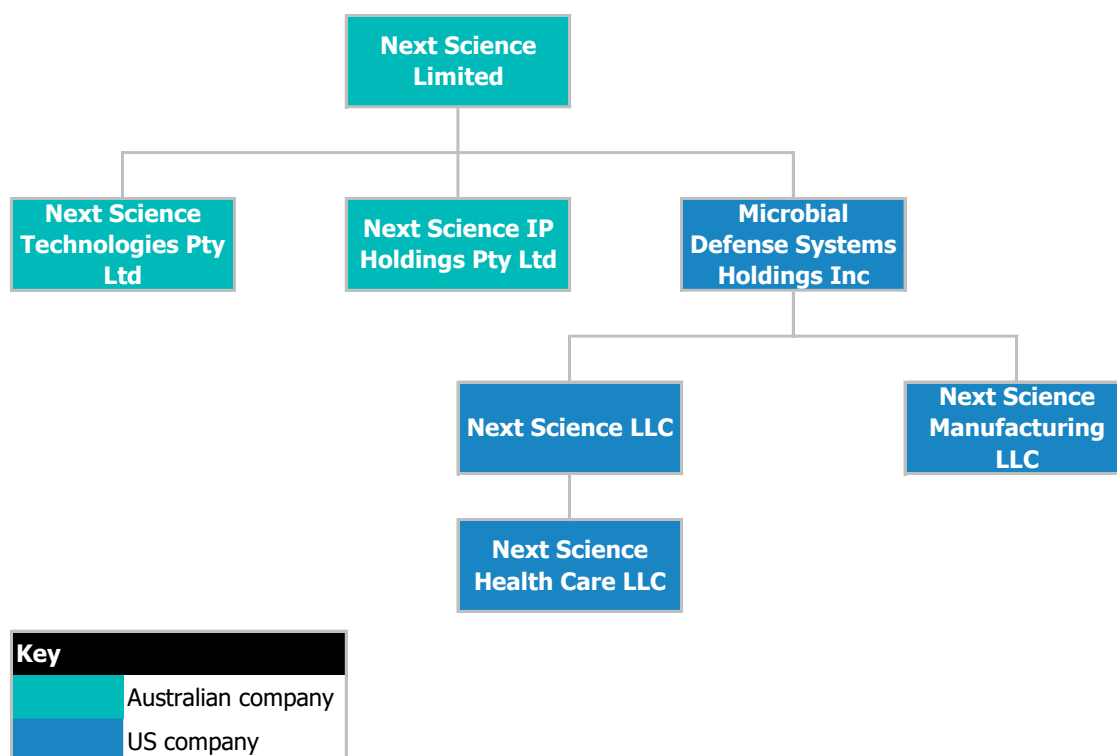 Next Science
Limited
Next Science
Technologies Pty
Ltd
Next Science IP
Holdings Pty Ltd
Microbial
Defense Systems
Holdings Inc
Next Science LLC
Next Science
Manufacturing
LLC
Next Science
Health Care LLC
Key
Australian company
US company